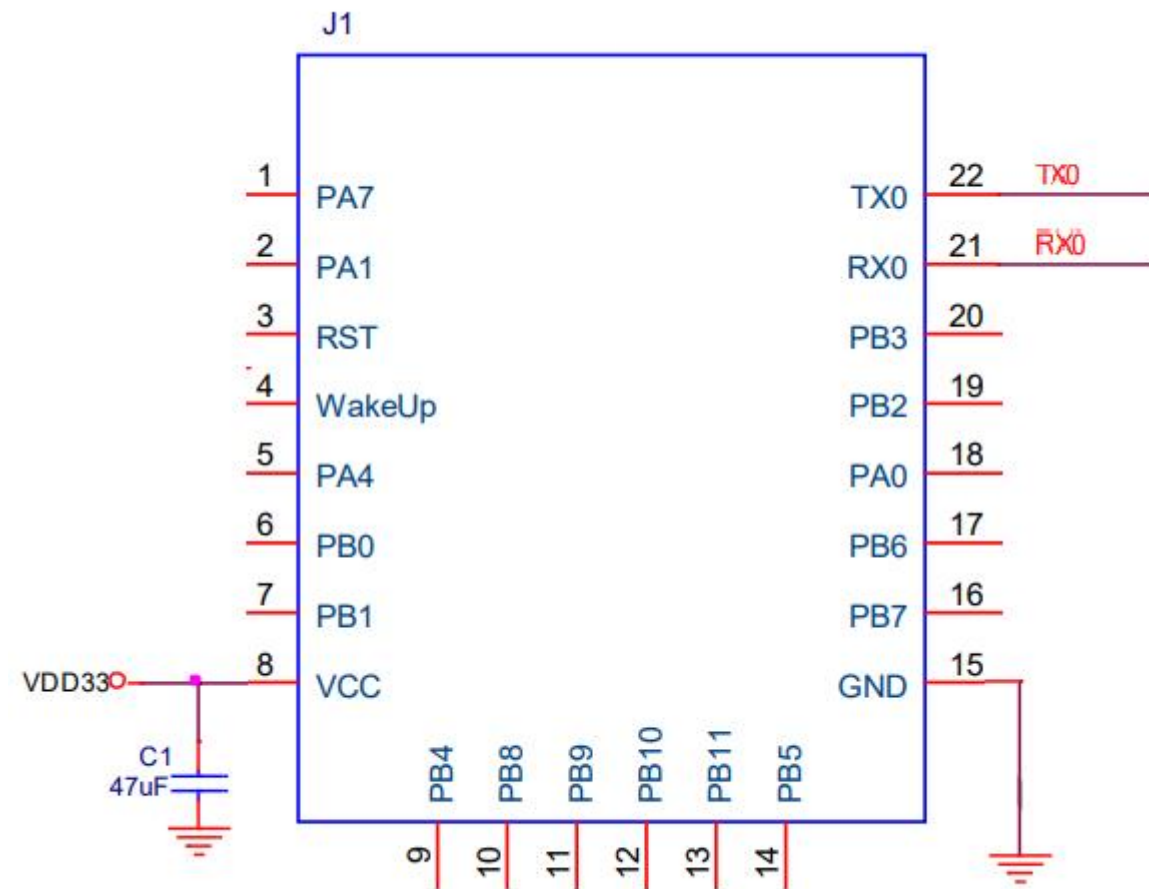 J1
1 PA7 TX0 22 TX0
2 PA1 RX0 21 RX0
3 RST PB3 20
4 WakeUp PB2 19
5 PA4 PA0 18
6 PB0 PB6 17
7 PB1 PB7 16
VDD33 8 VCC GND 15
C1
47uF
PB4 PB8 PB9 PB10 PB11 PB5
9 10 11 12 13 14